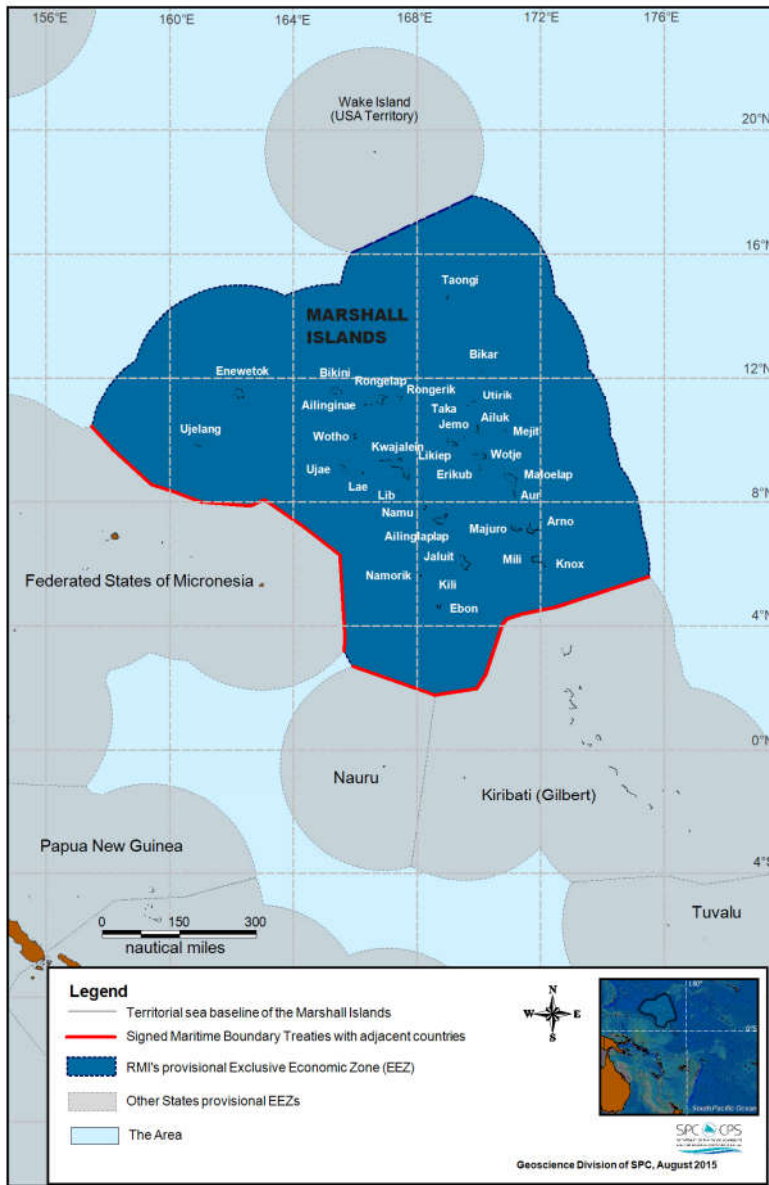 156°E 160°E 164°E 168°E 172°E 176°E
Wake Island
(USA Territory)
20°N
16°N
Taongi
MARSHALL
ISLANDS
Bikar
12°N
Enewetok
Bikini
Rongelap
Rongerik
Utirik
Ailinginae
Taka
Ailuk
Jemo
Mejit
Ujelang
Wotho
Kwajalein
Likiep
Wotje
Ujae
Erikub
Maloelap
Lae
Lib
Aur
8°N
Namu
Majuro
Arno
Ailinglaplap
Jaluit
Mili
Knox
Namorik
Kili
Ebon
Federated States of Micronesia
4°N
0°N
Nauru
Kiribati (Gilbert)
Papua New Guinea
4°S
Tuvalu
0 150 300
nautical miles
Legend
Territorial sea baseline of the Marshall Islands
Signed Maritime Boundary Treaties with adjacent countries
RMI's provisional Exclusive Economic Zone (EEZ)
Other States provisional EEZs
The Area
N
W E
S
180°
0°S
South Pacific Ocean
SPC CPS
Geoscience Division of SPC, August 2015